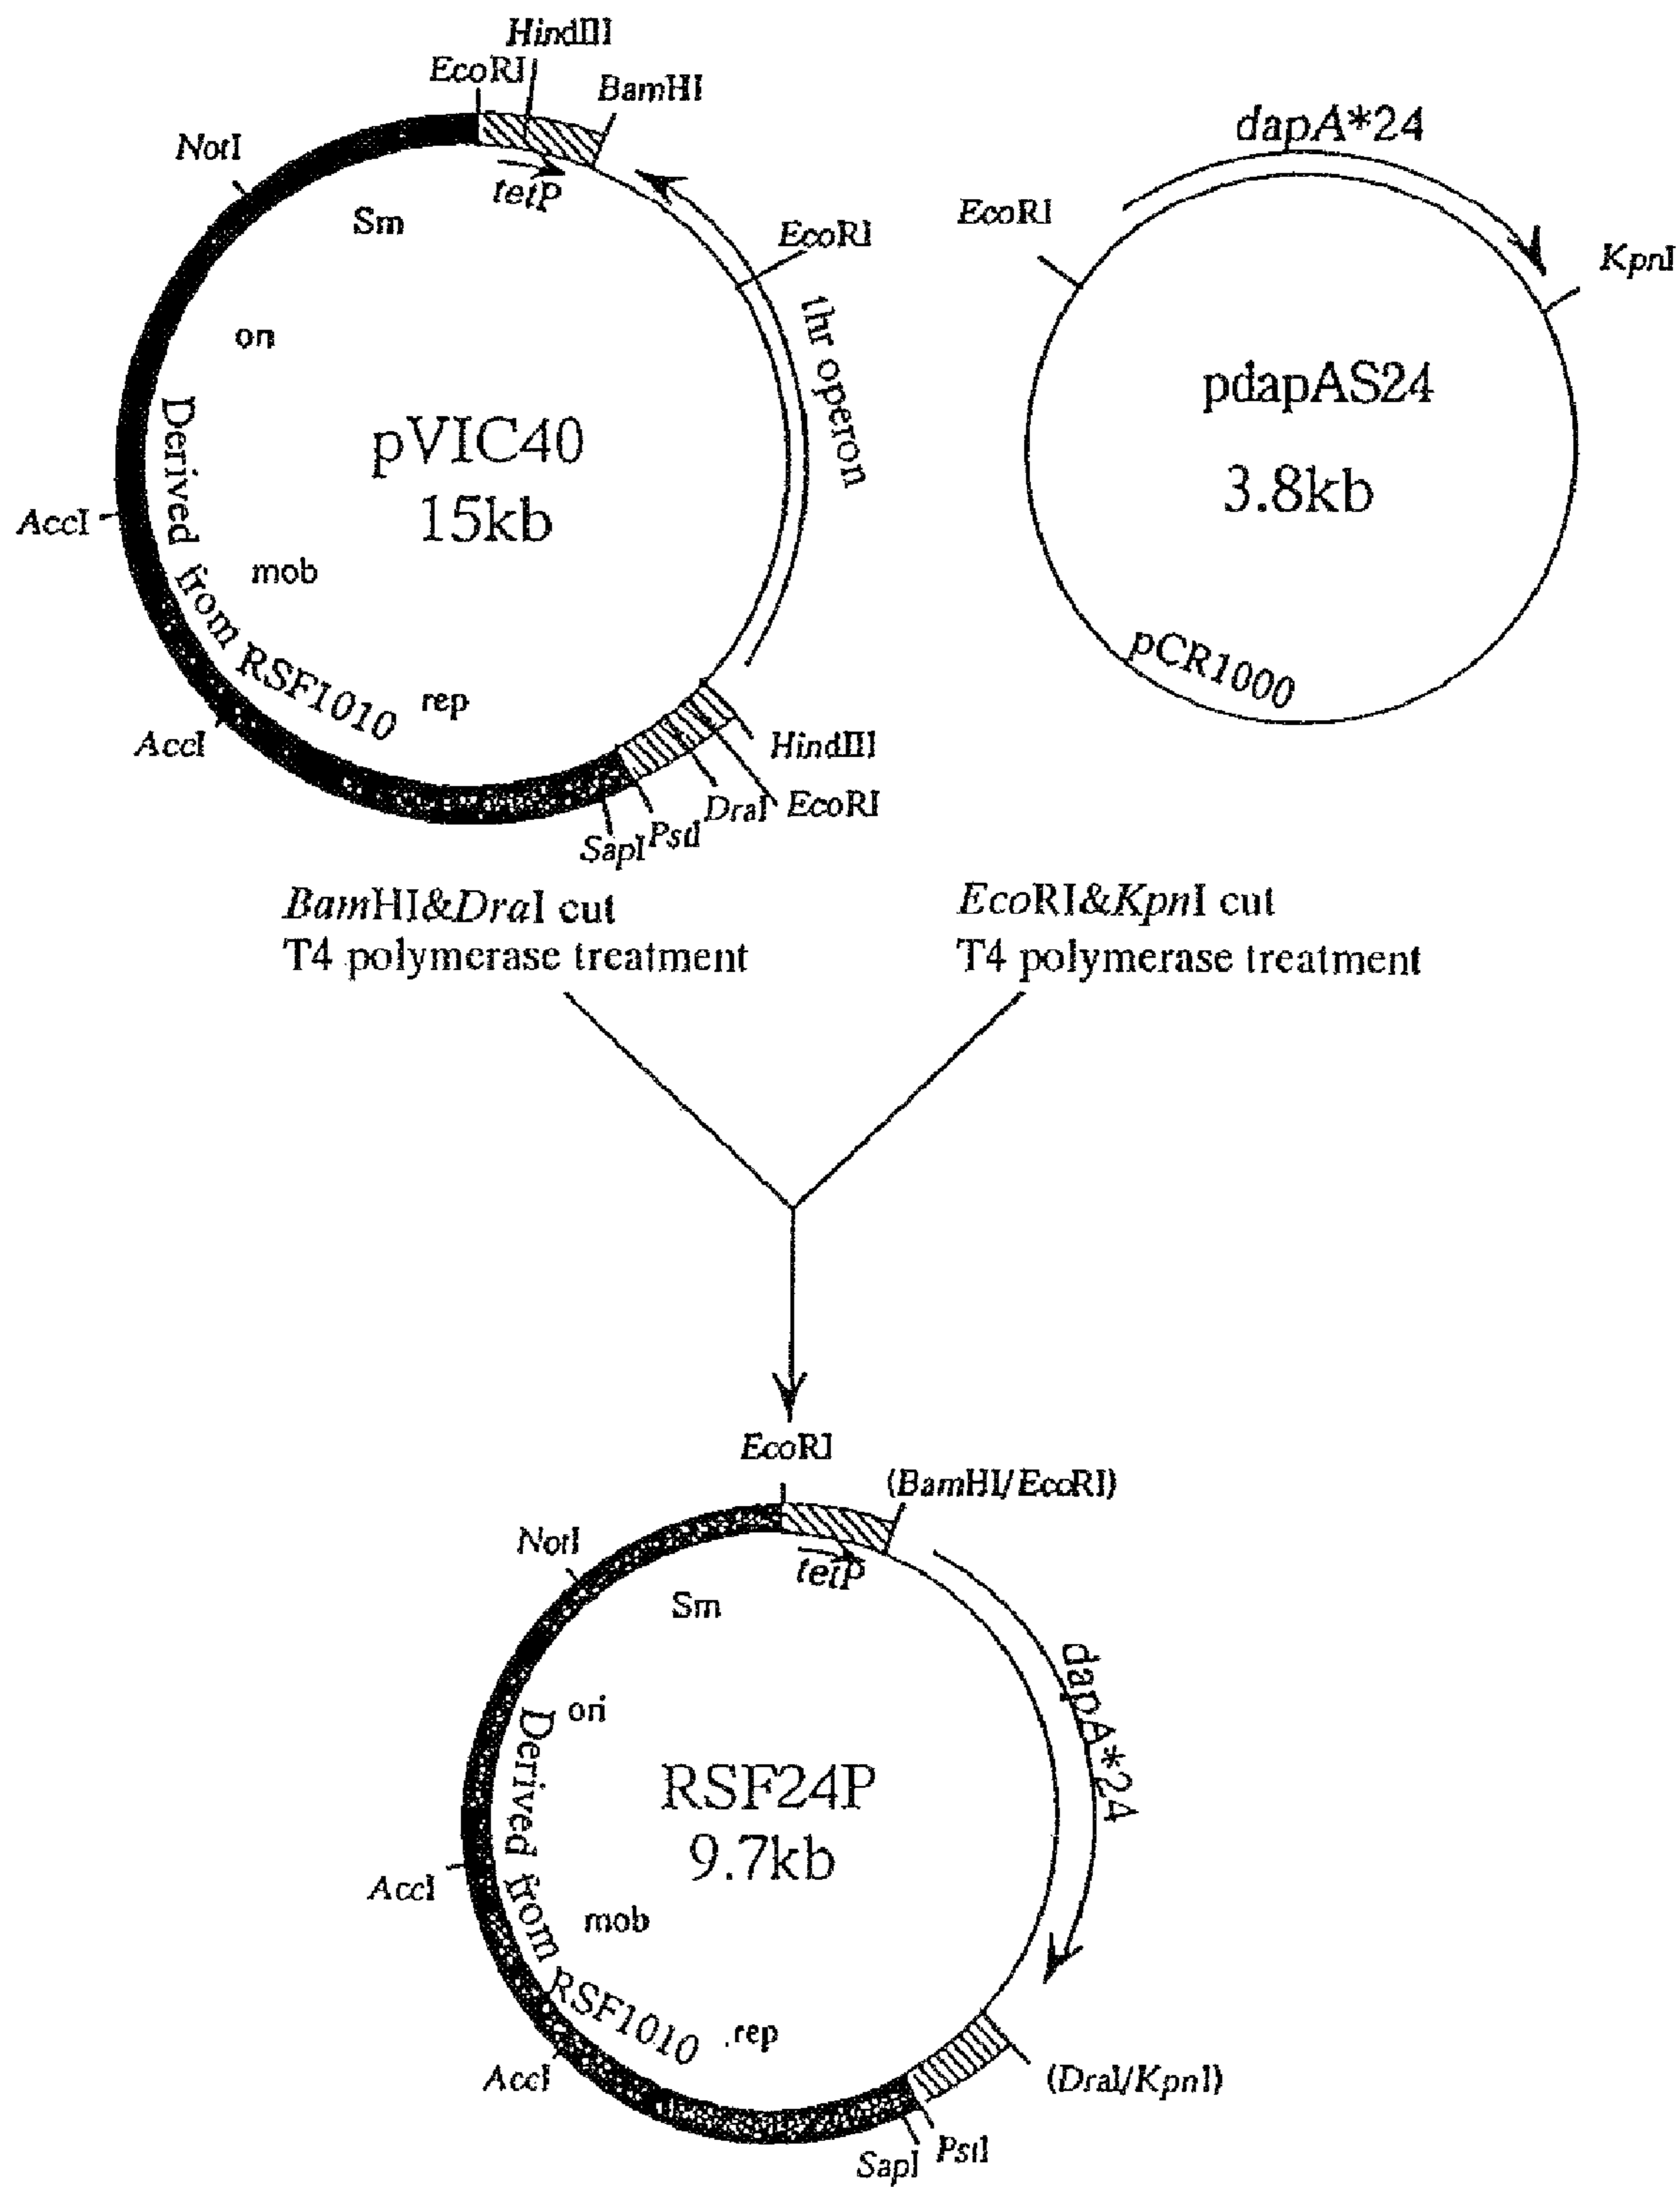 HindIII
EcoRI
BamHI
NotI
tetP
Sm
EcoRI
ori
thr operon
pVIC40
15kb
Derived from RSF1010
AccI
mob
rep
AccI
HindIII
EcoRI
DraI
PstI
SapI
dapA*24
EcoRI
KpnI
pdapAS24
3.8kb
pCR1000
BamHI&DraI cut
T4 polymerase treatment
EcoRI&KpnI cut
T4 polymerase treatment
EcoRI
(BamHI/EcoRI)
NotI
tetP
Sm
dapA*24
ori
RSF24P
9.7kb
Derived from RSF1010
AccI
mob
rep
AccI
(DraI/KpnI)
PstI
SapI